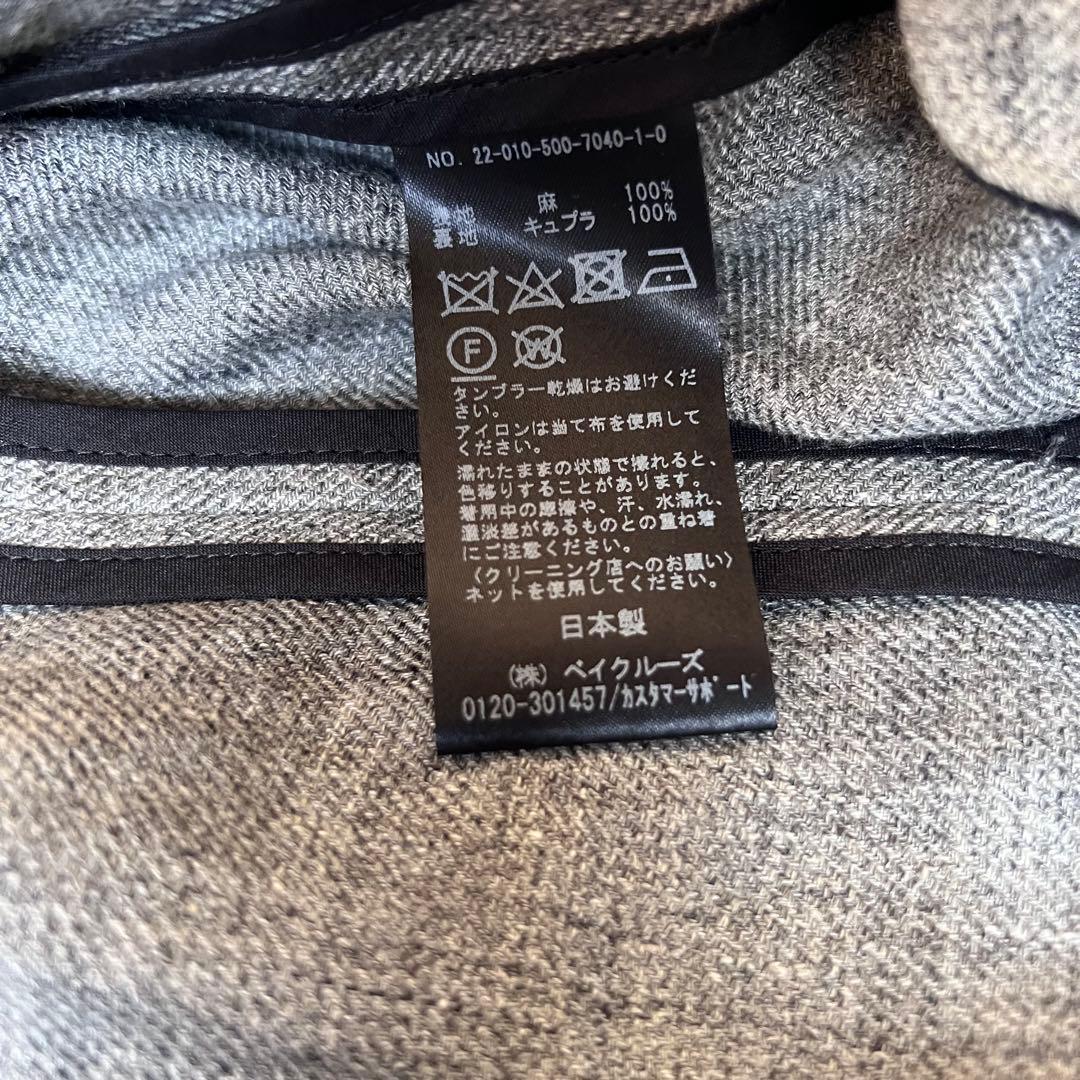 NO. 22-010-500-7040-1-0
表地 麻 100%
裏地 キュプラ 100%
F W
タンブラー乾燥はお避けくだ
さい。
アイロンは当て布を使用して
ください。
濡れたままの状態で壊れると、
色移りすることがあります。
着用中の摩擦や、汗、水濡れ、
濃淡差があるものとの重ね着
にご注意ください。
〈クリーニング店へのお願い〉
ネットを使用してください。
日本製
(株) ベイクルーズ
0120-301457/カスタマーサポート